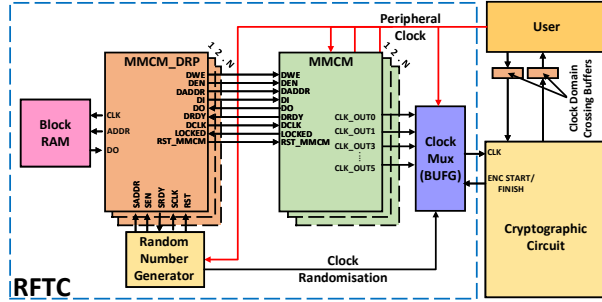 Peripheral
Clock
User
1 2 . N
MMCM_DRP
DWE
DEN
DADDR
DI
DO
DRDY
DCLK
LOCKED
RST_MMCM
CLK
ADDR
DO
SADDR
SEN
SRDY
SCLK
RST
Block
RAM
1 2 . N
MMCM
DWE
DEN
DADDR
DI
DO
DRDY
DCLK
LOCKED
RST_MMCM
CLK_OUT0
CLK_OUT1
CLK_OUT3
CLK_OUT5
Clock
Mux
(BUFG)
Clock Domain
Crossing Buffers
CLK
ENC START/
FINISH
Cryptographic
Circuit
Random
Number
Generator
Clock
Randomisation
RFTC